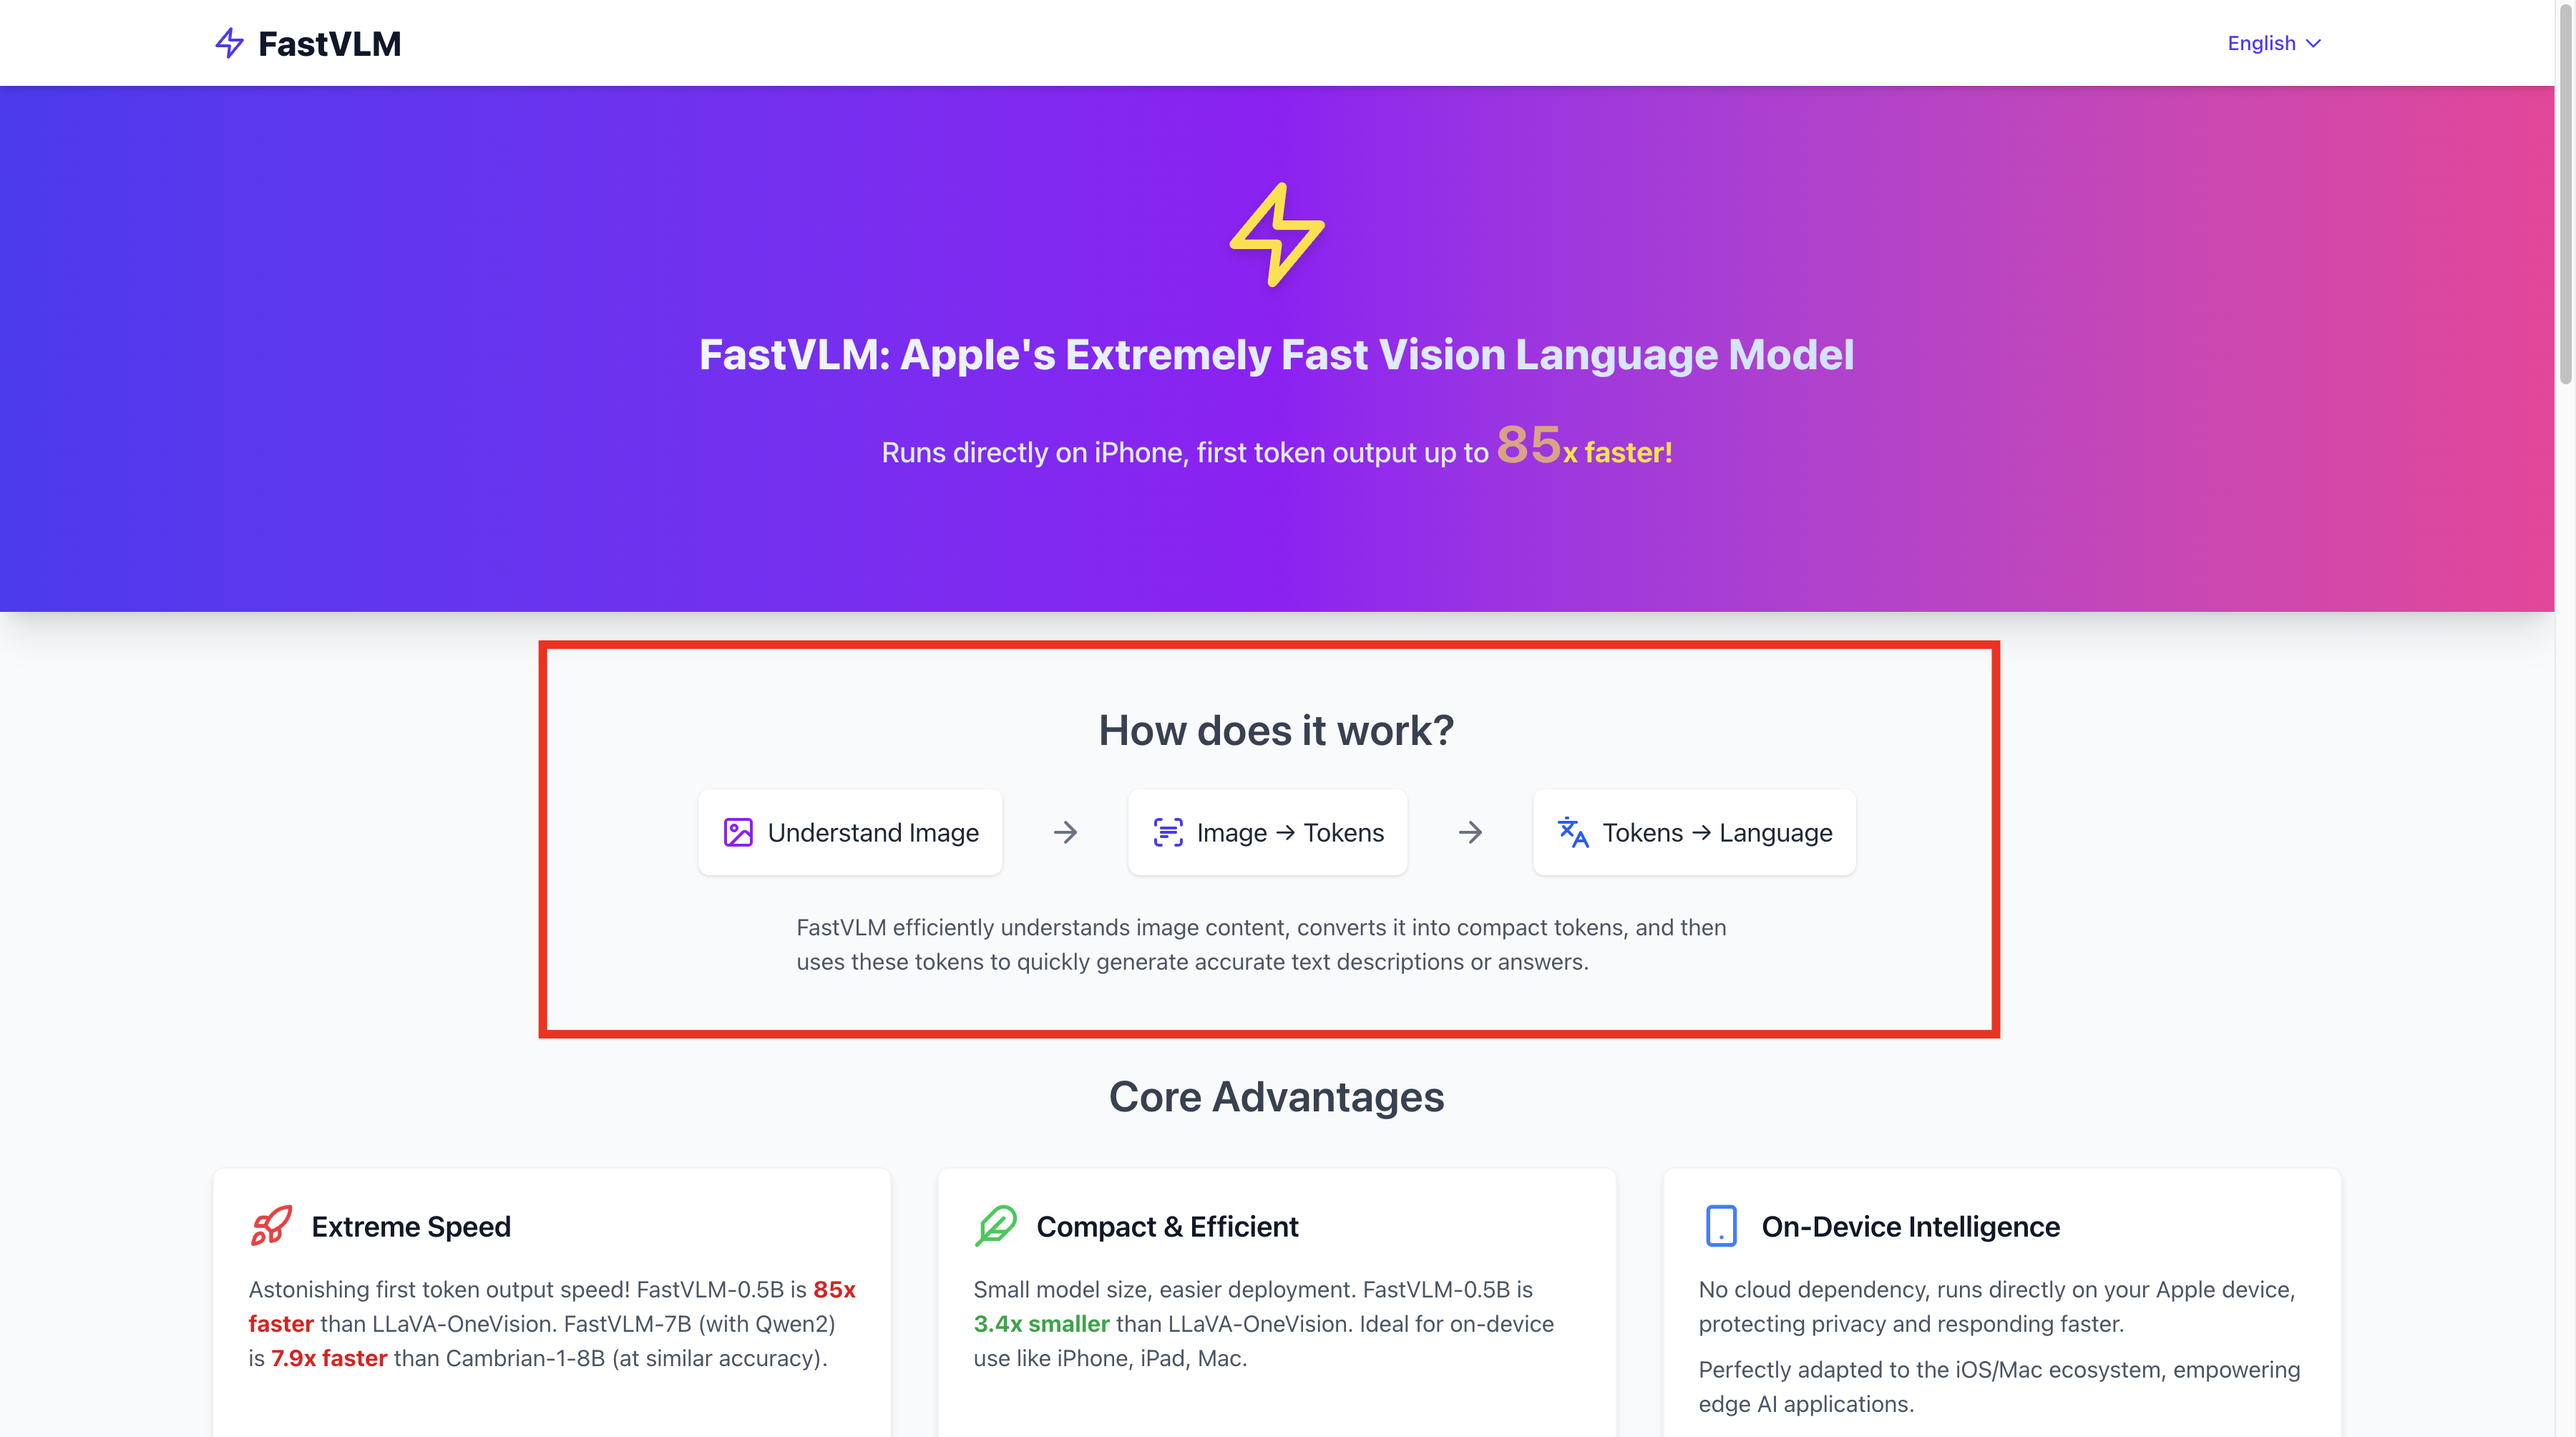 FastVLM
English
FastVLM: Apple's Extremely Fast Vision Language Model
Runs directly on iPhone, first token output up to 85x faster!
How does it work?
Understand Image → Image → Tokens → Tokens → Language
FastVLM efficiently understands image content, converts it into compact tokens, and then
uses these tokens to quickly generate accurate text descriptions or answers.
Core Advantages
Extreme Speed
Astonishing first token output speed! FastVLM-0.5B is 85x
faster than LLaVA-OneVision. FastVLM-7B (with Qwen2)
is 7.9x faster than Cambrian-1-8B (at similar accuracy).
Compact & Efficient
Small model size, easier deployment. FastVLM-0.5B is
3.4x smaller than LLaVA-OneVision. Ideal for on-device
use like iPhone, iPad, Mac.
On-Device Intelligence
No cloud dependency, runs directly on your Apple device,
protecting privacy and responding faster.
Perfectly adapted to the iOS/Mac ecosystem, empowering
edge AI applications.